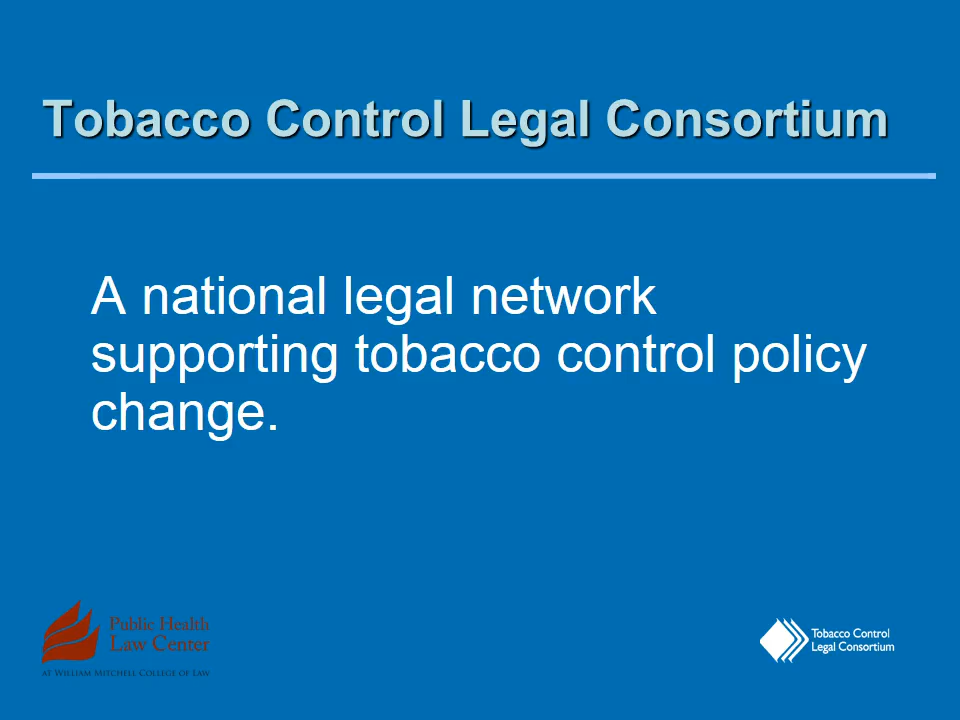 Tobacco Control Legal Consortium
A national legal network
supporting tobacco control policy
change.
Public Health
Law Center
AT WILLIAM MITCHELL COLLEGE OF LAW
Tobacco Control
Legal Consortium